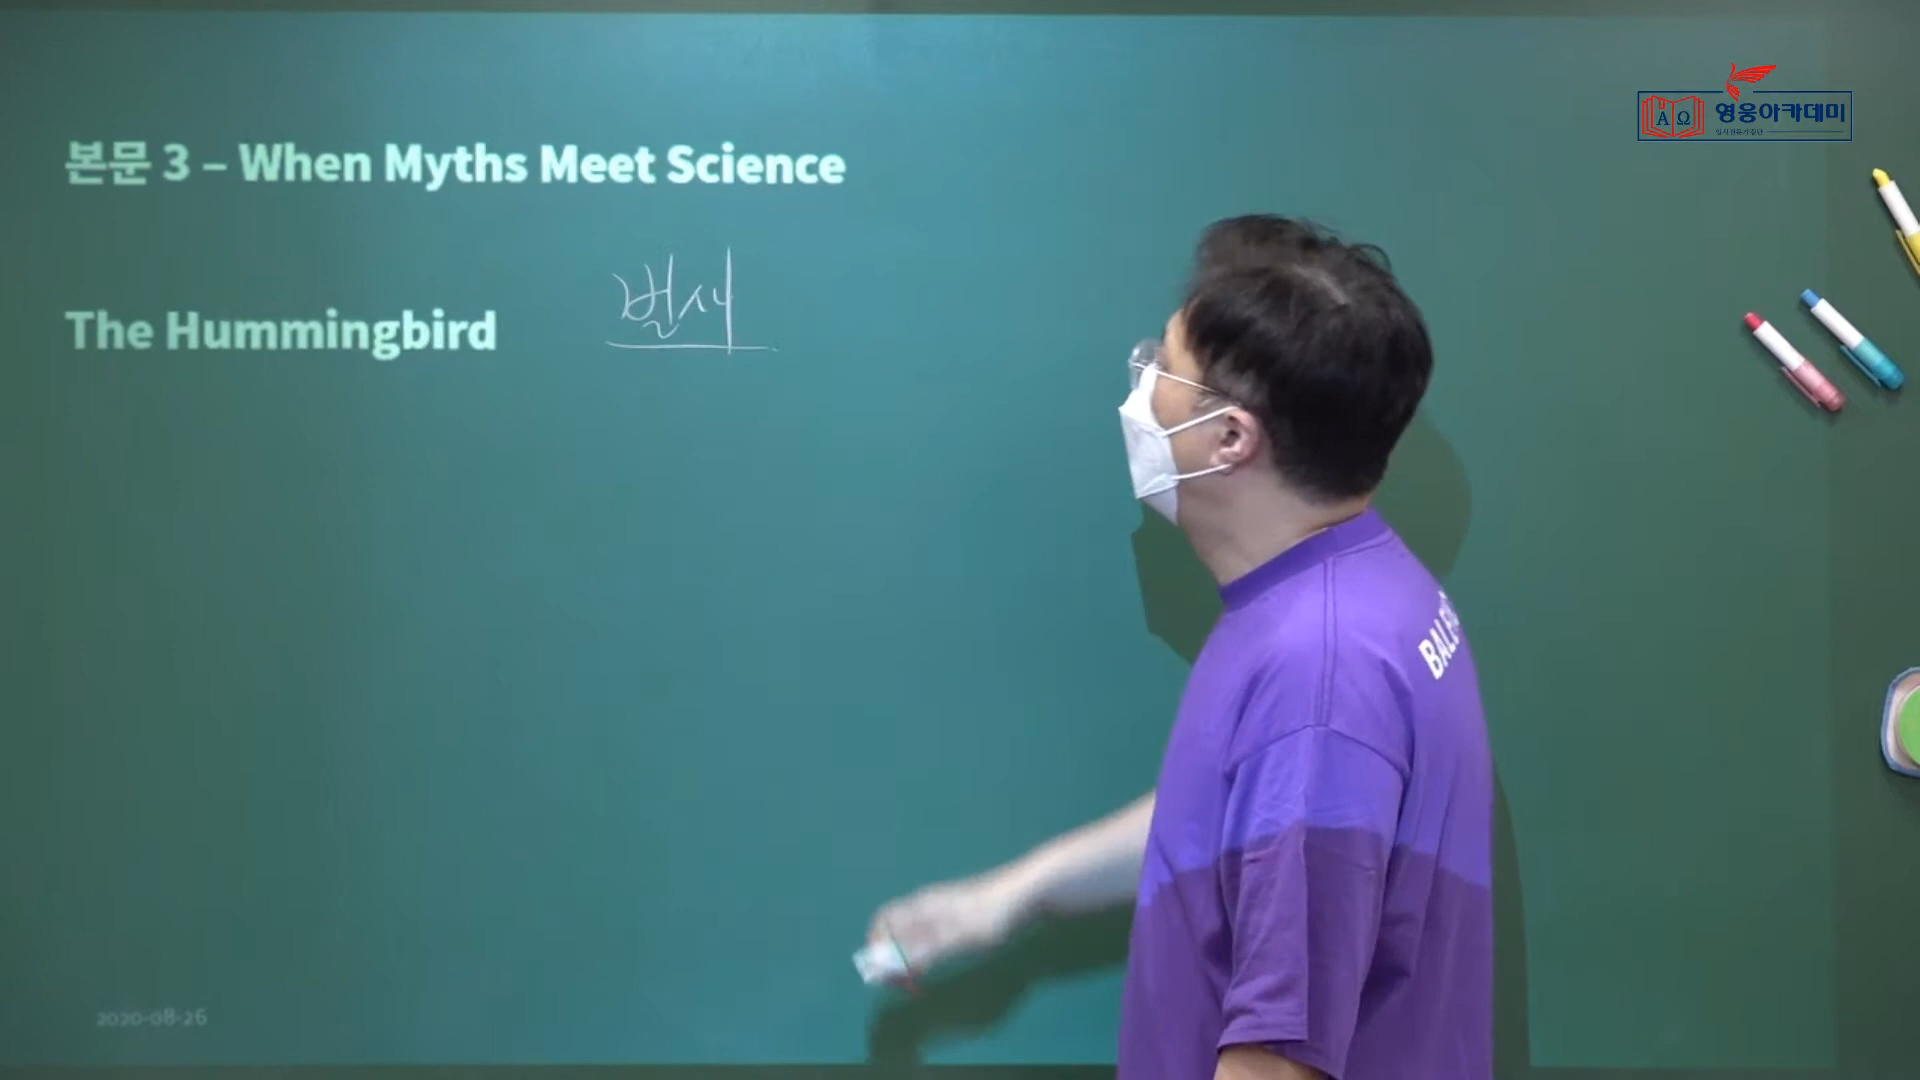 본문 3 – When Myths Meet Science
The Hummingbird
벌새
영웅아카데미
Α Ω
2020-08-26